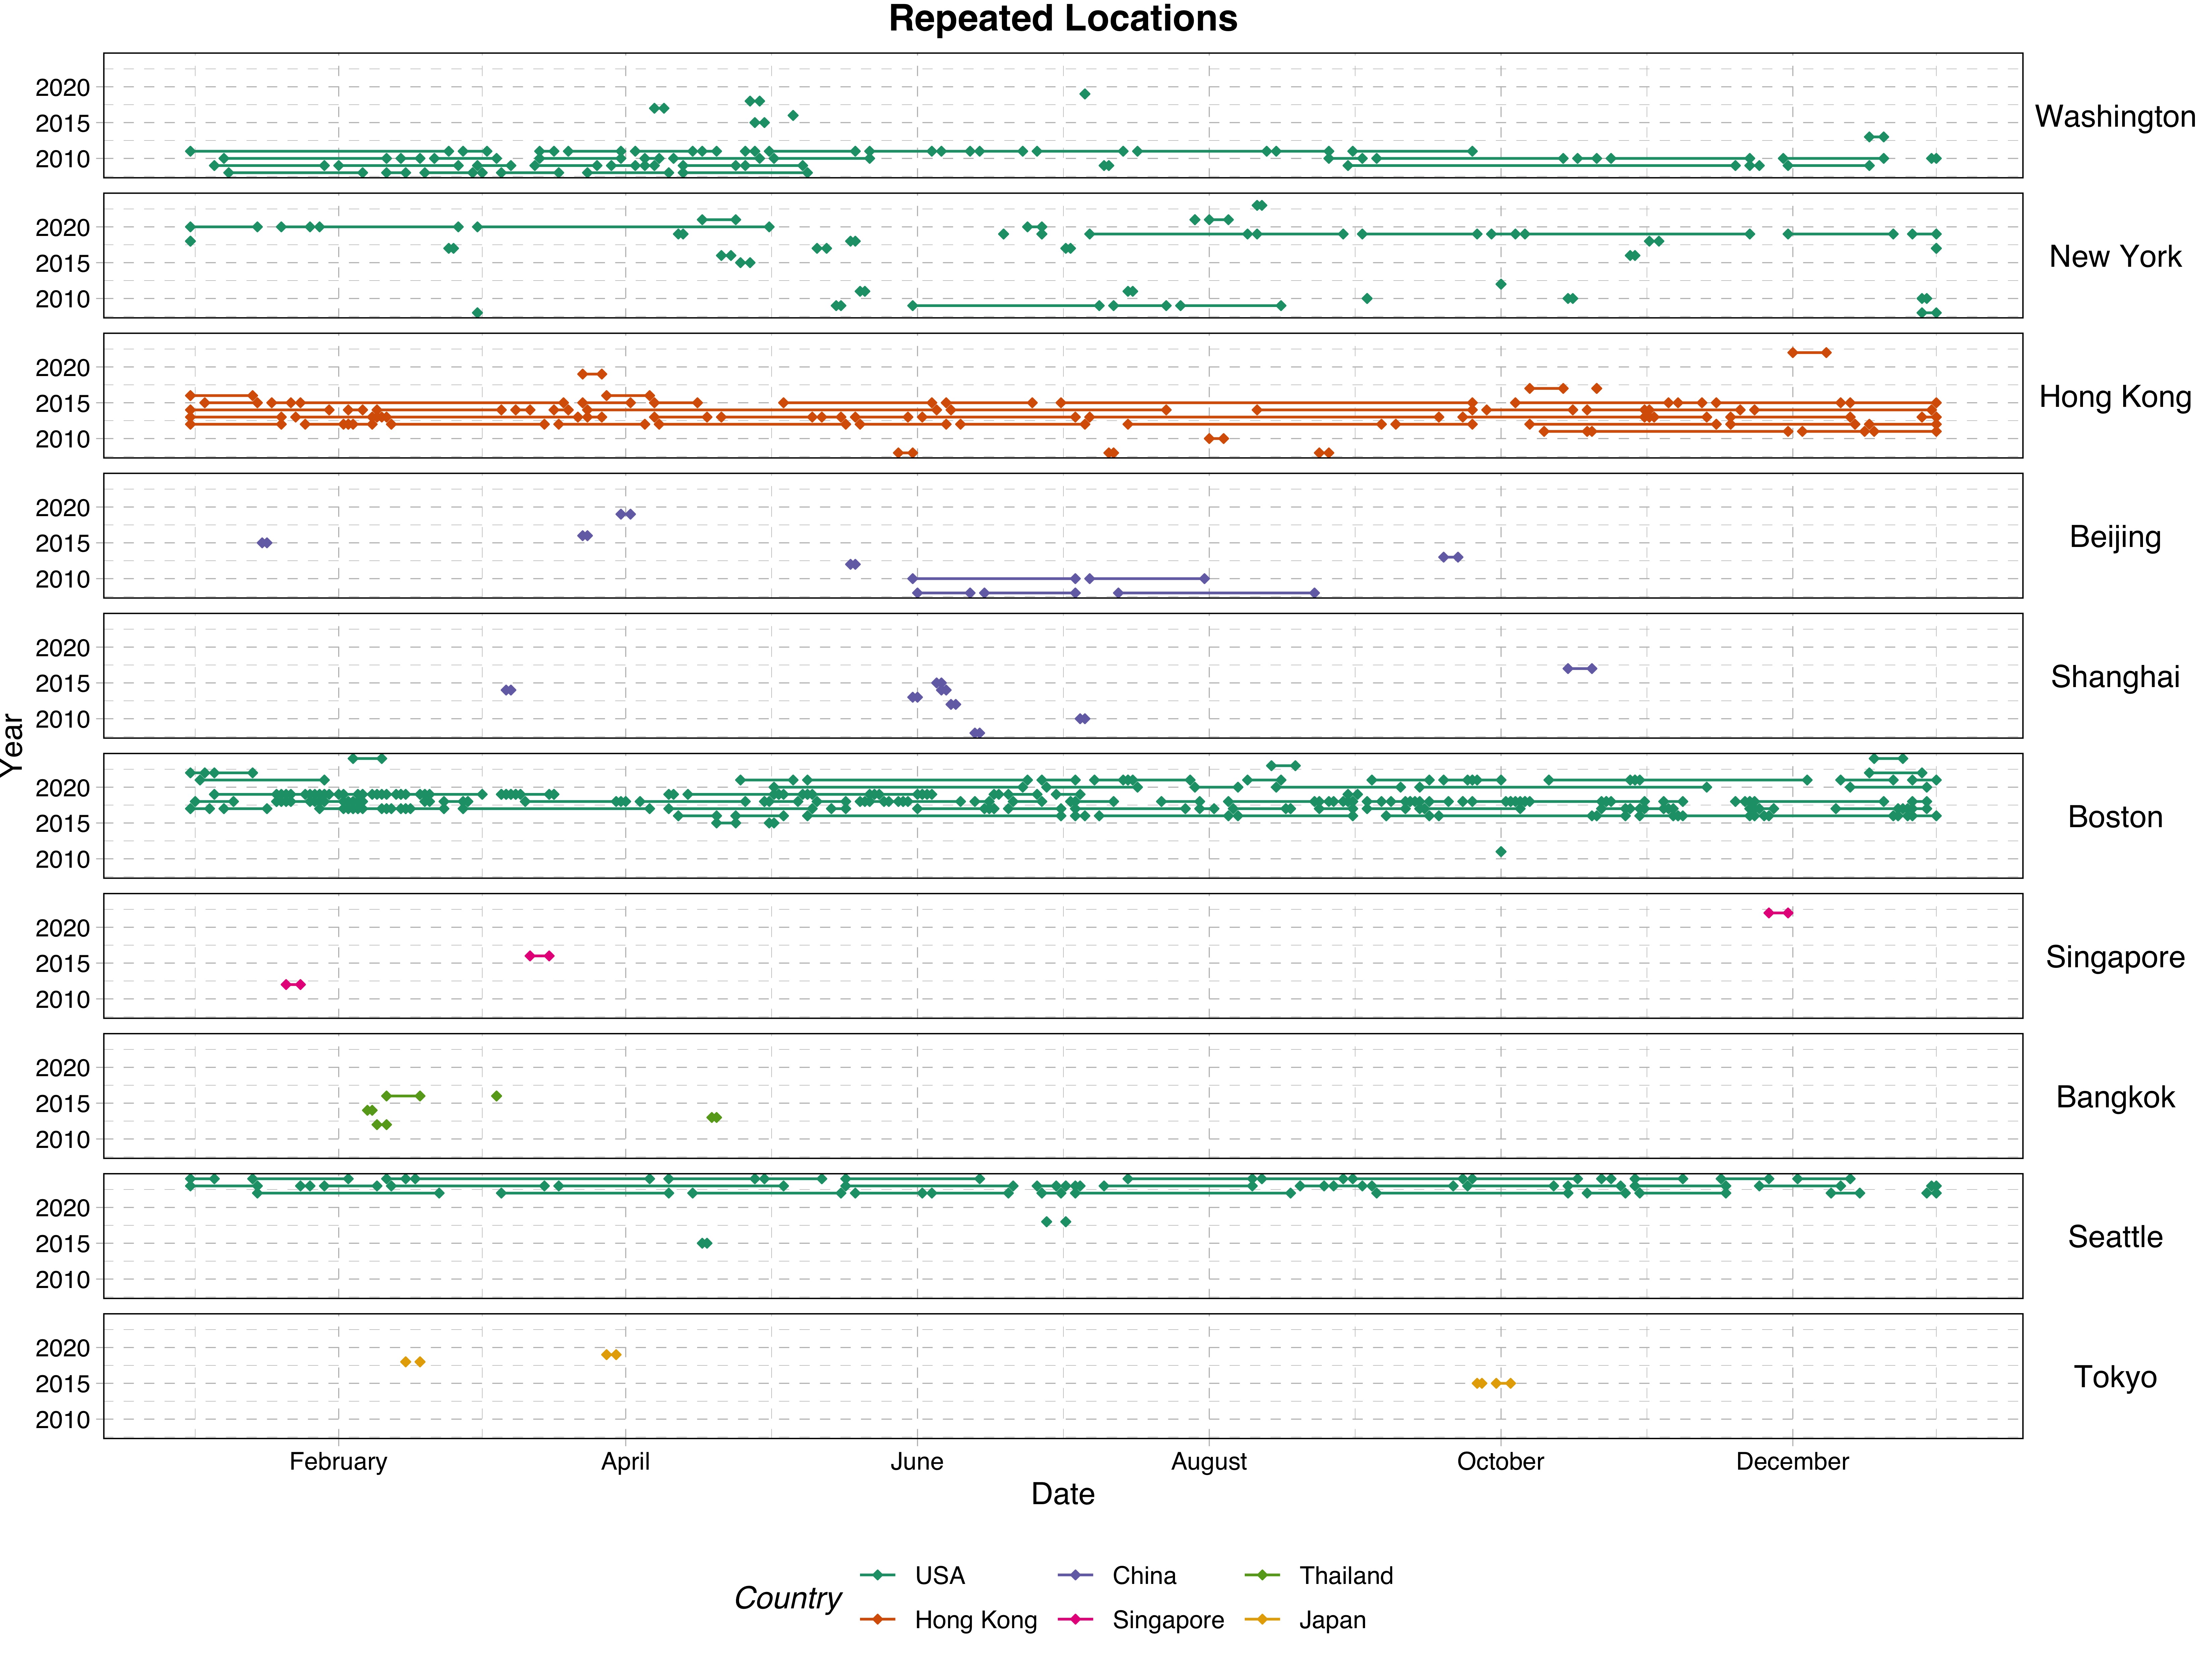 Repeated Locations
2020
2015
2010
Washington
2020
2015
2010
New York
2020
2015
2010
Hong Kong
2020
2015
2010
Beijing
2020
2015
2010
Shanghai
Year
2020
2015
2010
Boston
2020
2015
2010
Singapore
2020
2015
2010
Bangkok
2020
2015
2010
Seattle
2020
2015
2010
Tokyo
February April June August October December
Date
Country
USA China Thailand
Hong Kong Singapore Japan